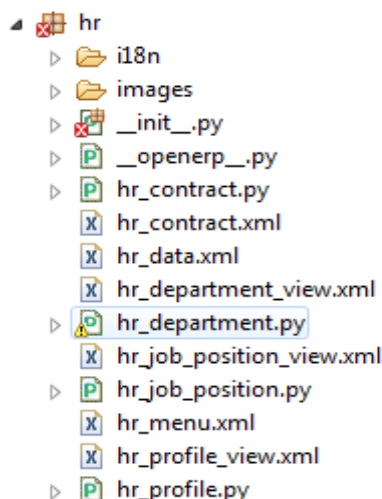 hr
i18n
images
__init__.py
__openerp__.py
hr_contract.py
hr_contract.xml
hr_data.xml
hr_department_view.xml
hr_department.py
hr_job_position_view.xml
hr_job_position.py
hr_menu.xml
hr_profile_view.xml
hr_profile.py